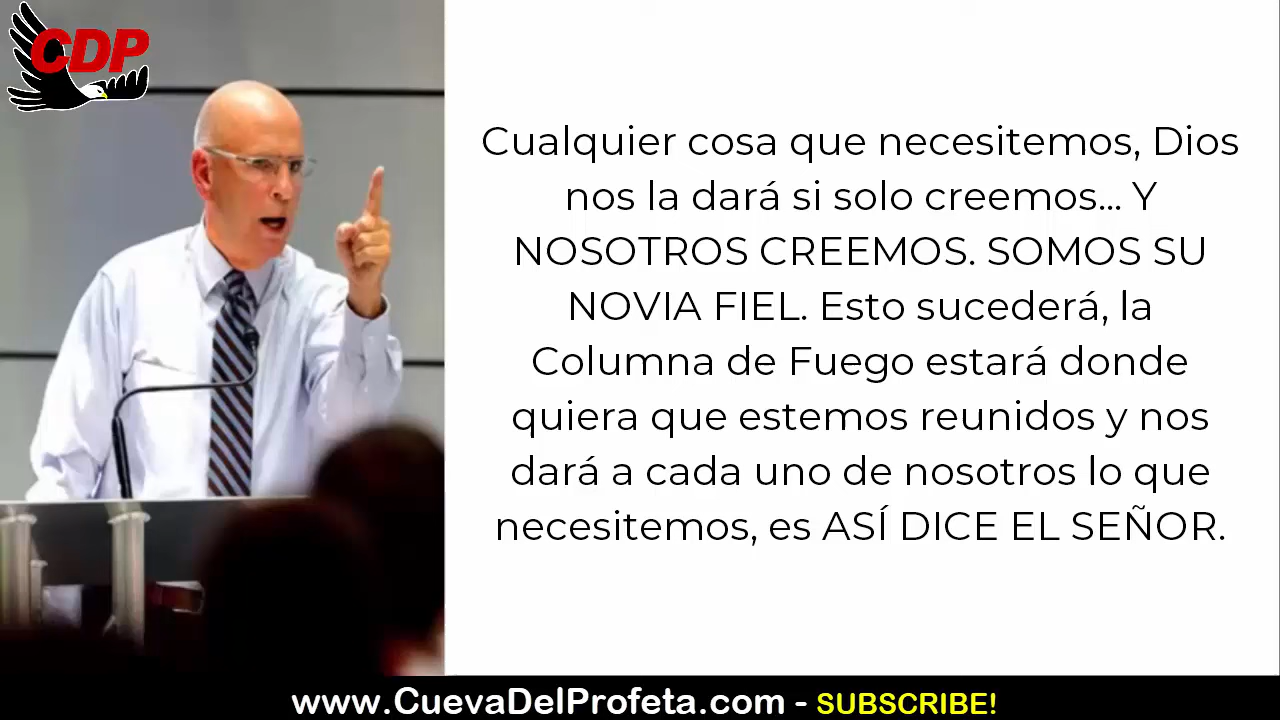 CDP
Cualquier cosa que necesitemos, Dios
nos la dará si solo creemos... Y
NOSOTROS CREEMOS. SOMOS SU
NOVIA FIEL. Esto sucederá, la
Columna de Fuego estará donde
quiera que estemos reunidos y nos
dará a cada uno de nosotros lo que
necesitemos, es ASÍ DICE EL SEÑOR.
www.CuevaDelProfeta.com - SUBSCRIBE!